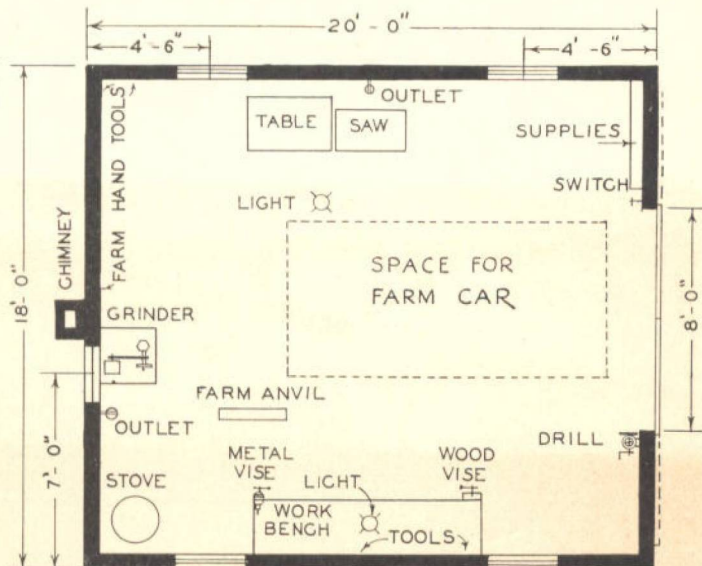 20'-0"
4'-6"
4'-6"
OUTLET
TABLE
SAW
SUPPLIES
FARM HAND TOOLS
SWITCH
LIGHT
CHIMNEY
SPACE FOR
FARM CAR
18'-0"
8'-0"
GRINDER
FARM ANVIL
OUTLET
DRILL
7'-0"
METAL
VISE
WOOD
VISE
STOVE
LIGHT
WORK
BENCH
TOOLS